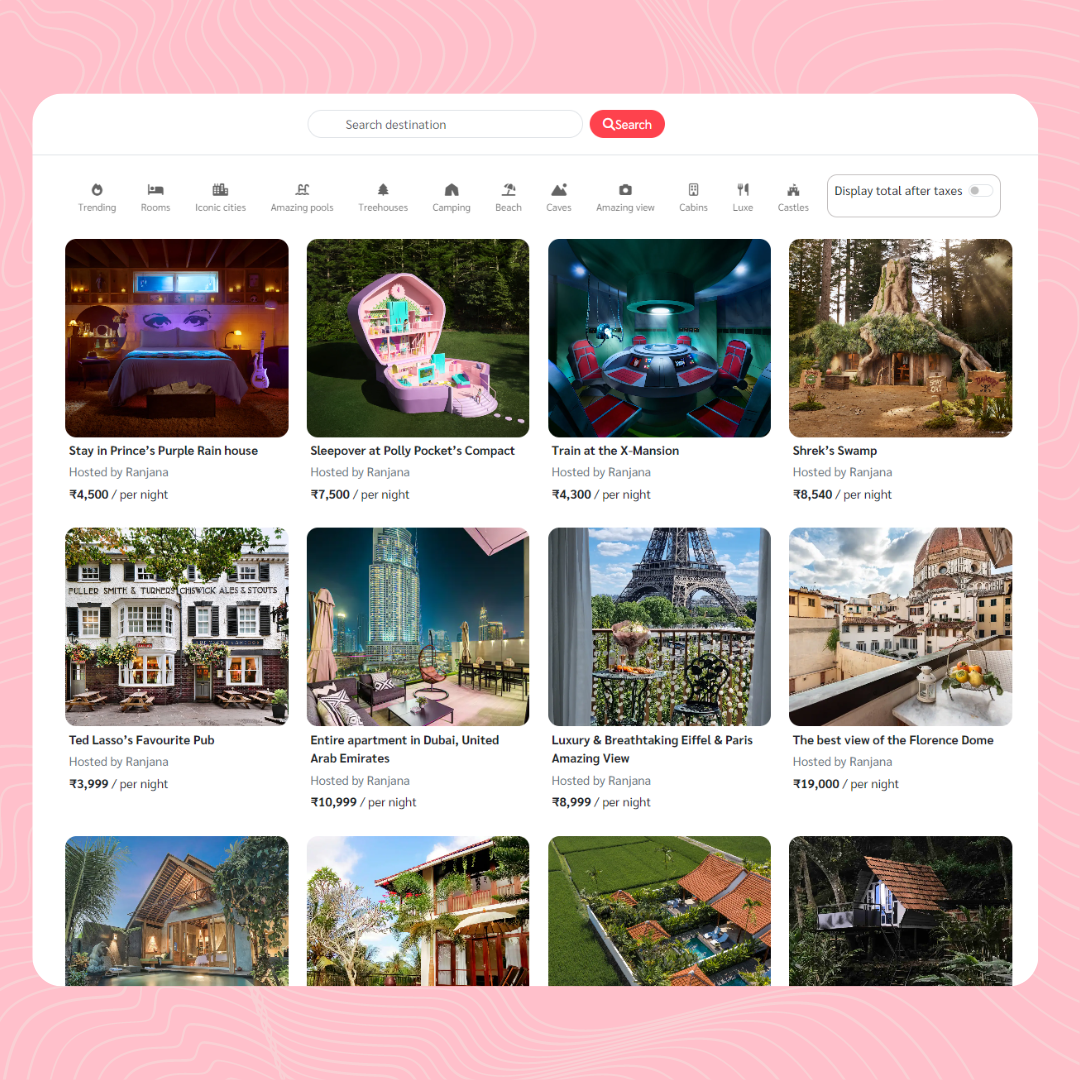 Search destination
Search
Trending
Rooms
Iconic cities
Amazing pools
Treehouses
Camping
Beach
Caves
Amazing view
Cabins
Luxe
Castles
Display total after taxes
FULLER SMITH & TURNERS CHISWICK ALES & STOUTS
Stay in Prince’s Purple Rain house
Hosted by Ranjana
₹4,500 / per night
Sleepover at Polly Pocket’s Compact
Hosted by Ranjana
₹7,500 / per night
Train at the X-Mansion
Hosted by Ranjana
₹4,300 / per night
Shrek’s Swamp
Hosted by Ranjana
₹8,540 / per night
Ted Lasso’s Favourite Pub
Hosted by Ranjana
₹3,999 / per night
Entire apartment in Dubai, United
Arab Emirates
Hosted by Ranjana
₹10,999 / per night
Luxury & Breathtaking Eiffel & Paris
Amazing View
Hosted by Ranjana
₹8,999 / per night
The best view of the Florence Dome
Hosted by Ranjana
₹19,000 / per night